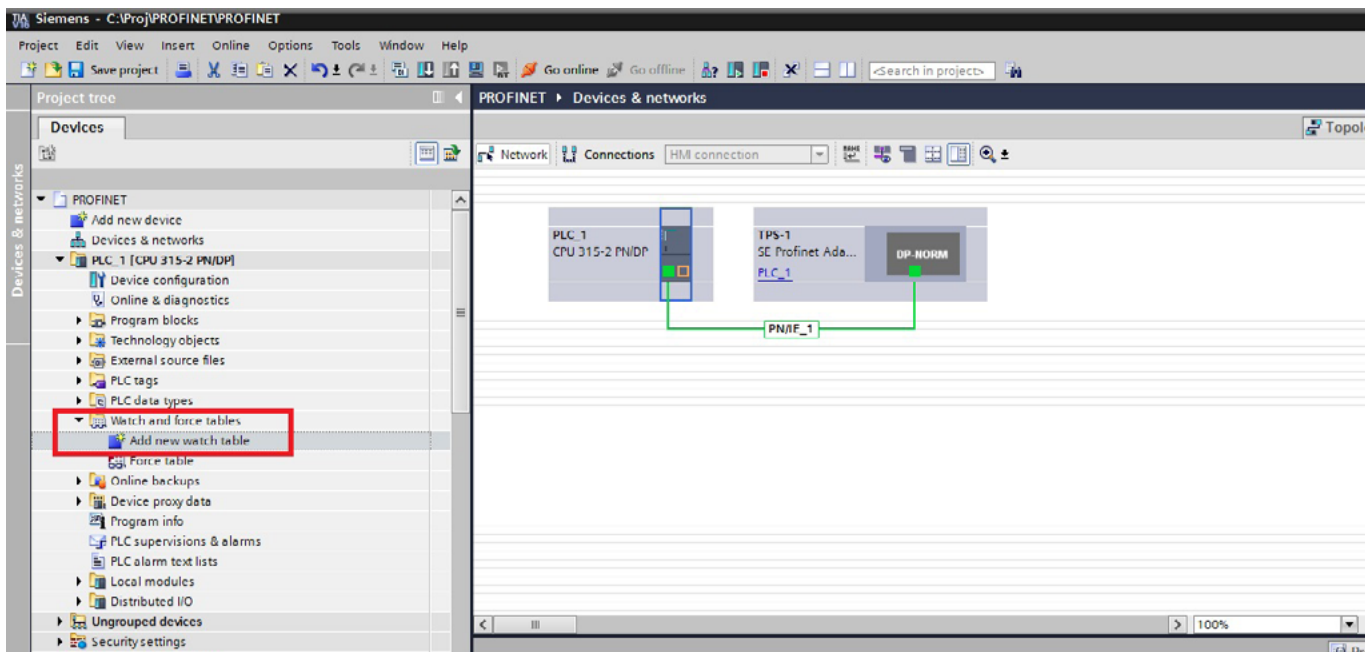 Siemens - C:\Proj\PROFINET\PROFINET
Project Edit View Insert Online Options Tools Window Help
Save project Go online Go offline <Search in project>
Project tree
PROFINET Devices & networks
Devices
Topol
Network Connections HMI connection
Devices & networks
PROFINET
Add new device
Devices & networks
PLC_1 [CPU 315-2 PN/DP]
Device configuration
Online & diagnostics
Program blocks
Technology objects
External source files
PLC tags
PLC data types
Watch and force tables
Add new watch table
Force table
Online backups
Device proxy data
Program info
PLC supervisions & alarms
PLC alarm text lists
Local modules
Distributed I/O
Ungrouped devices
Security settings
PLC_1
CPU 315-2 PN/DP
TPS-1
SE Profinet Ada...
PLC_1
DP-NORM
PN/IE_1
100%